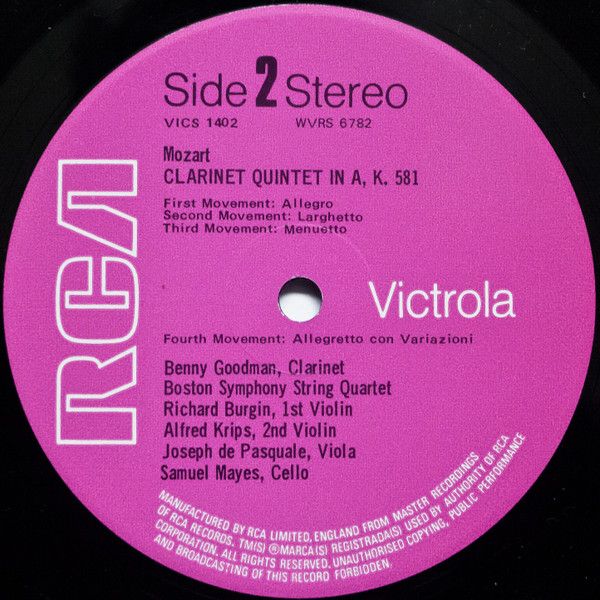 Side 2 Stereo
VICS 1402 WVRS 6782
Mozart
CLARINET QUINTET IN A, K. 581
First Movement: Allegro
Second Movement: Larghetto
Third Movement: Menuetto
RCA
Victrola
Fourth Movement: Allegretto con Variazioni
Benny Goodman, Clarinet
Boston Symphony String Quartet
Richard Burgin, 1st Violin
Alfred Krips, 2nd Violin
Joseph de Pasquale, Viola
Samuel Mayes, Cello
MANUFACTURED BY RCA LIMITED, ENGLAND FROM MASTER RECORDINGS
OF RCA RECORDS. TM(S) ® MARCA(S) REGISTRADA(S) USED BY AUTHORITY OF RCA
CORPORATION. ALL RIGHTS RESERVED. UNAUTHORISED COPYING, PUBLIC PERFORMANCE
AND BROADCASTING OF THIS RECORD FORBIDDEN.